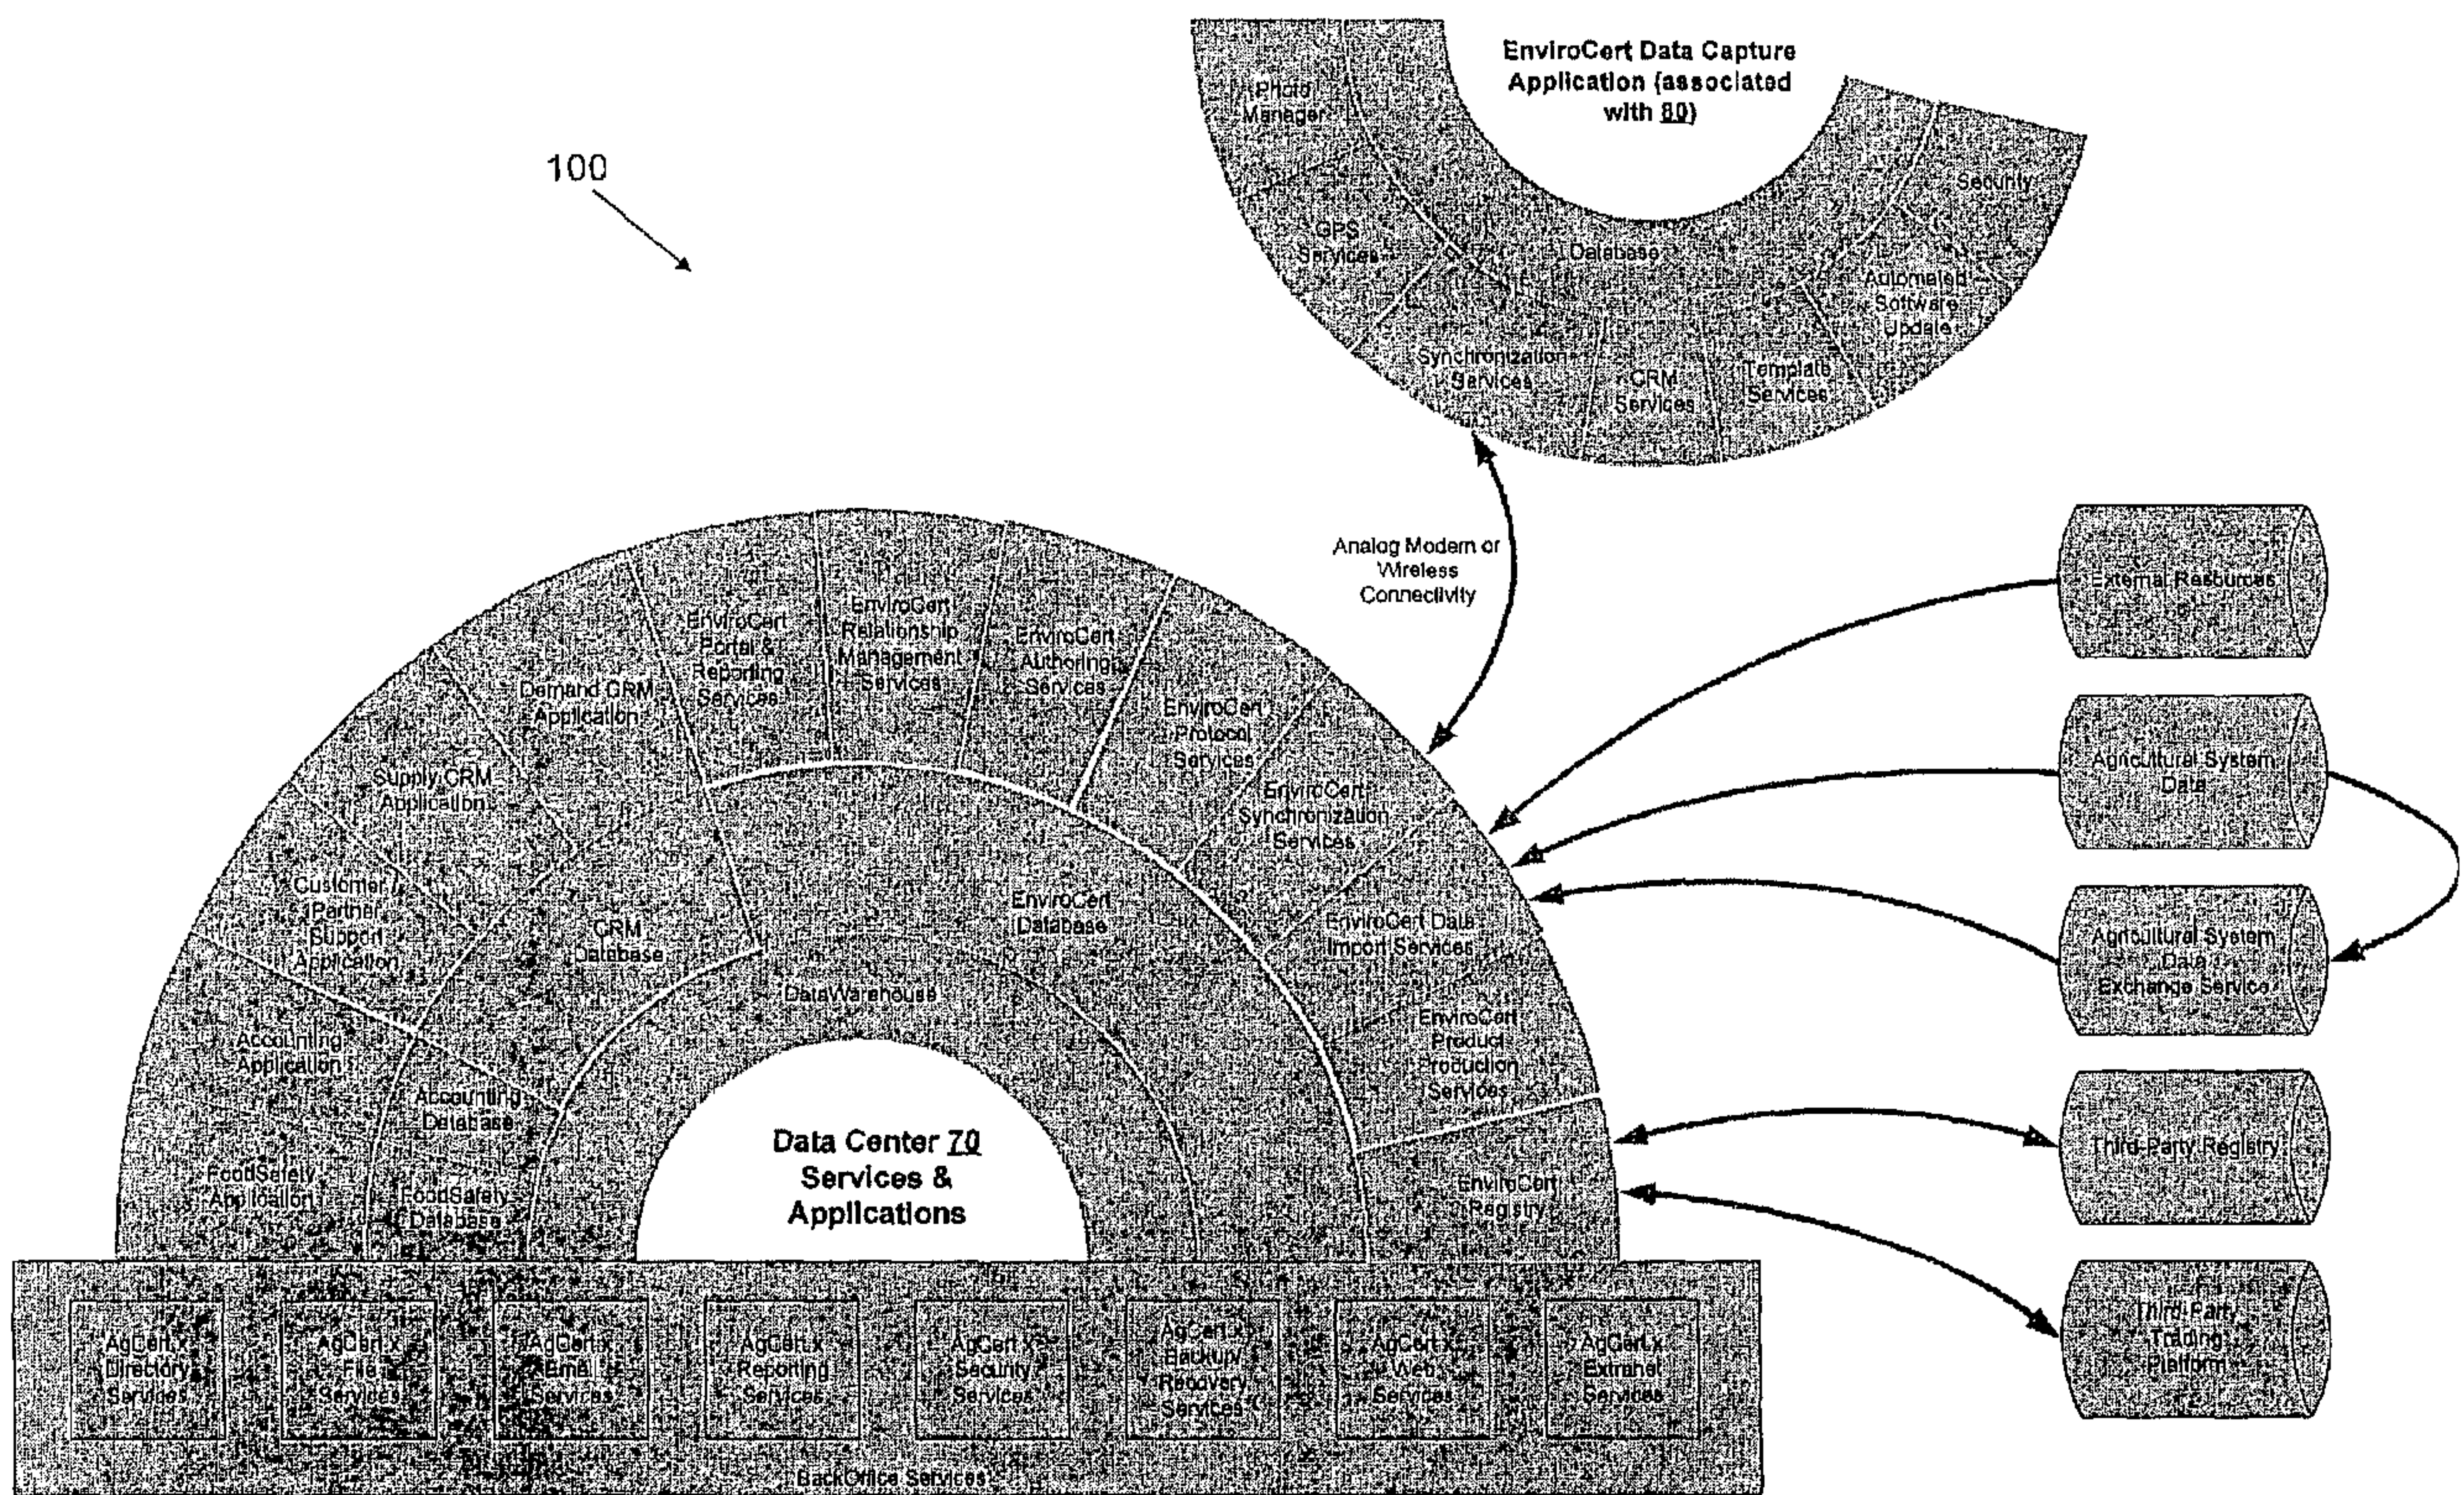 EnviroCert Data Capture
Application (associated
with 80)
Photo
Manager
100
Security
GPS
Services
Database
Automated
Software
Update
Synchronization
Services
CRM
Services
Template
Services
Analog Modem or
Wireless
Connectivity
External Resources
EnviroCert
Portal &
Reporting
Services
EnviroCert
Relationship
Management
Services
EnviroCert
Authoring
Services
Demand CRM
Application
EnviroCert
Protocol
Services
Supply CRM
Application
EnviroCert
Synchronization
Services
Agricultural System
Data
Customer /
Partner
Support
Application
CRM
Database
EnviroCert
Database
EnviroCert Data
Import Services
Agricultural System
Data
Exchange Service
DataWarehouse
Accounting
Application
EnviroCert
Product
Production
Services
Accounting
Database
Data Center 70
Services &
Applications
Third-Party Registry
FoodSafety
Application
FoodSafety
Database
EnviroCert
Registry
AgCert.x
Directory
Services
AgCert.x
File
Services
AgCert.x
Email
Services
AgCert.x
Reporting
Services
AgCert.x
Security
Services
AgCert.x
Backup/
Recovery
Services
AgCert.x
Web
Services
AgCert.x
Extranet
Services
Third-Party
Trading
Platform
BackOffice Services